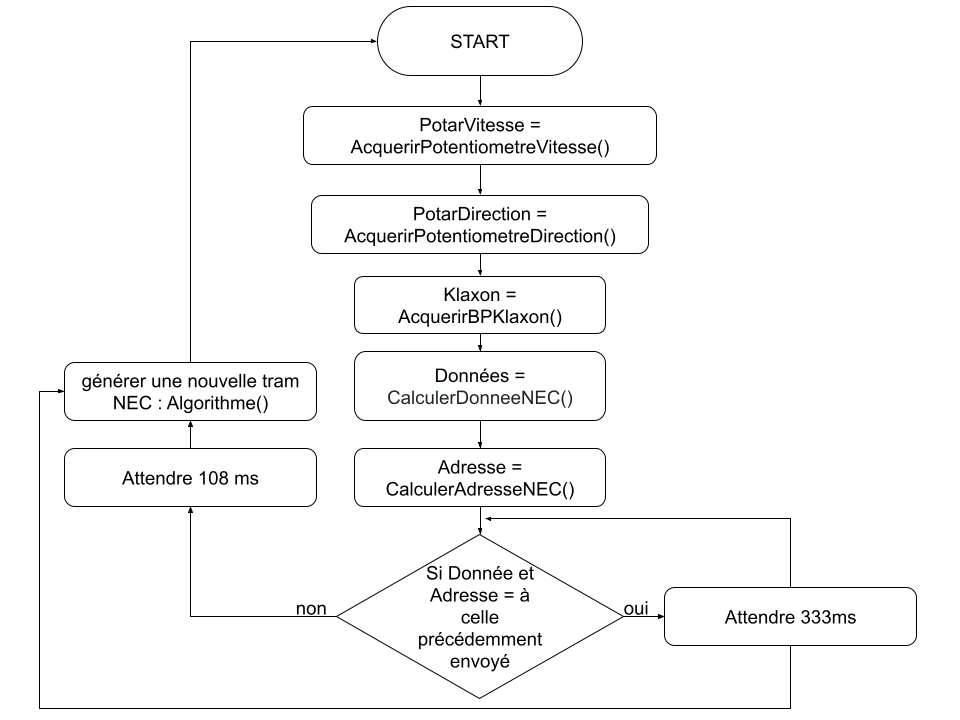 START
PotarVitesse =
AcquerirPotentiometreVitesse()
PotarDirection =
AcquerirPotentiometreDirection()
Klaxon =
AcquerirBPKlaxon()
Données =
CalculerDonneeNEC()
Adresse =
CalculerAdresseNEC()
Si Donnée et
Adresse = à
celle
précédemment
envoyé
non
oui
Attendre 333ms
Attendre 108 ms
générer une nouvelle tram
NEC : Algorithme()